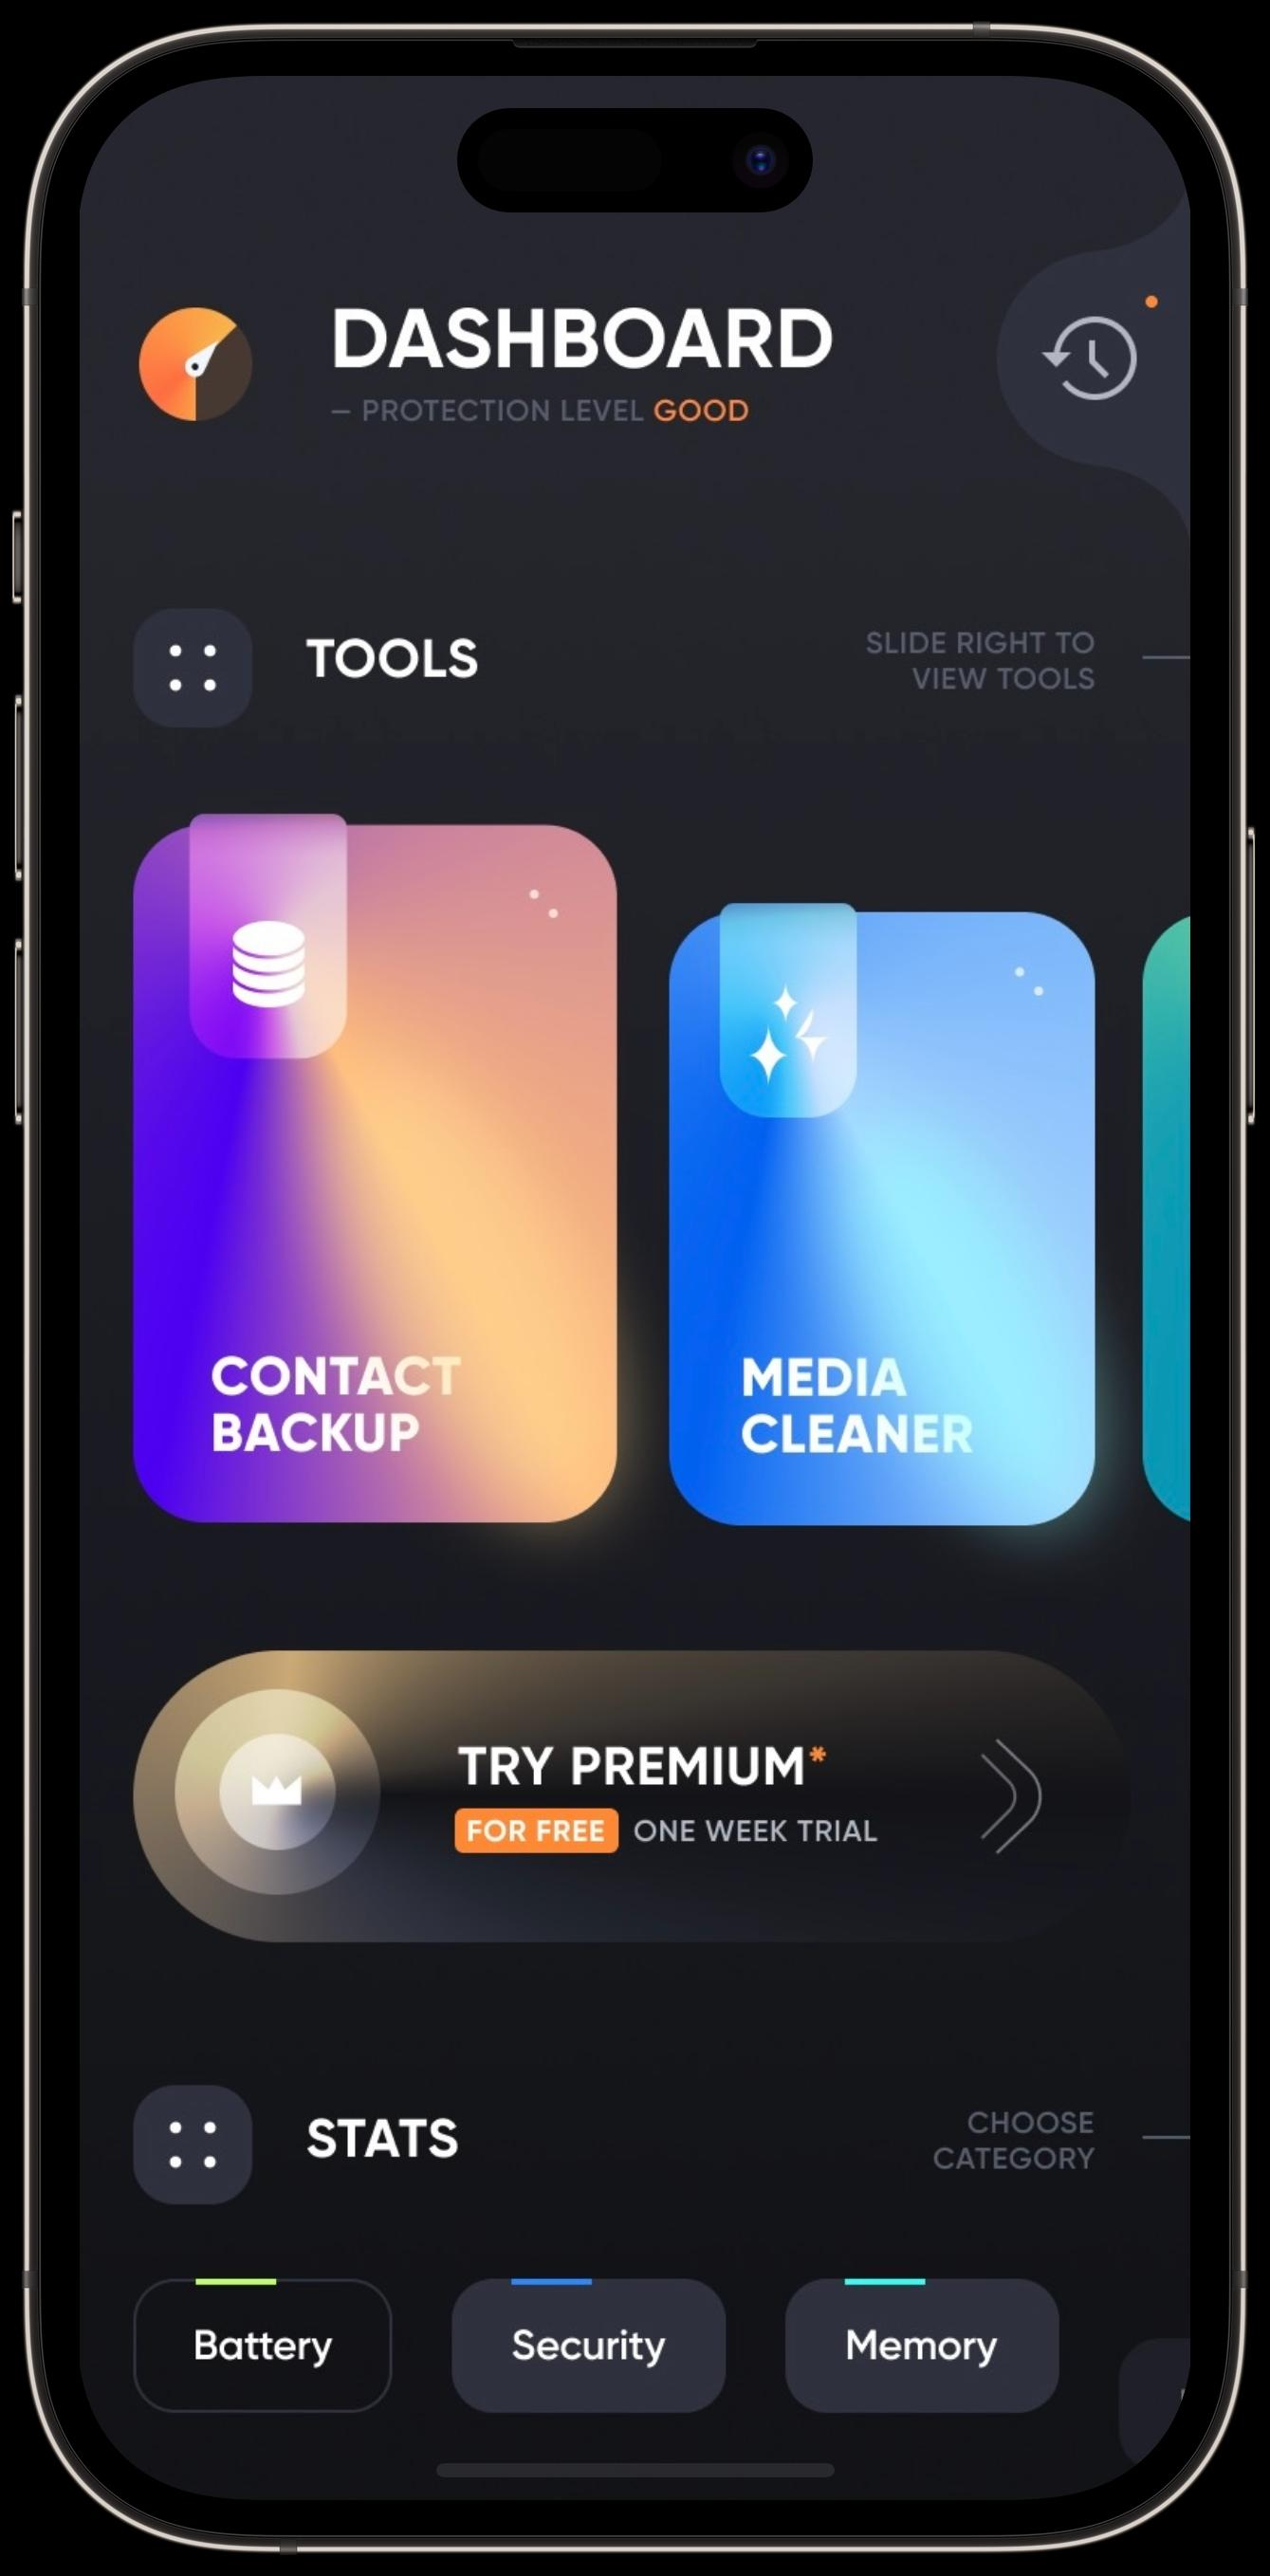 DASHBOARD
– PROTECTION LEVEL GOOD
TOOLS
SLIDE RIGHT TO
VIEW TOOLS
CONTACT
BACKUP
MEDIA
CLEANER
TRY PREMIUM*
FOR FREE ONE WEEK TRIAL
STATS
CHOOSE
CATEGORY
Battery
Security
Memory